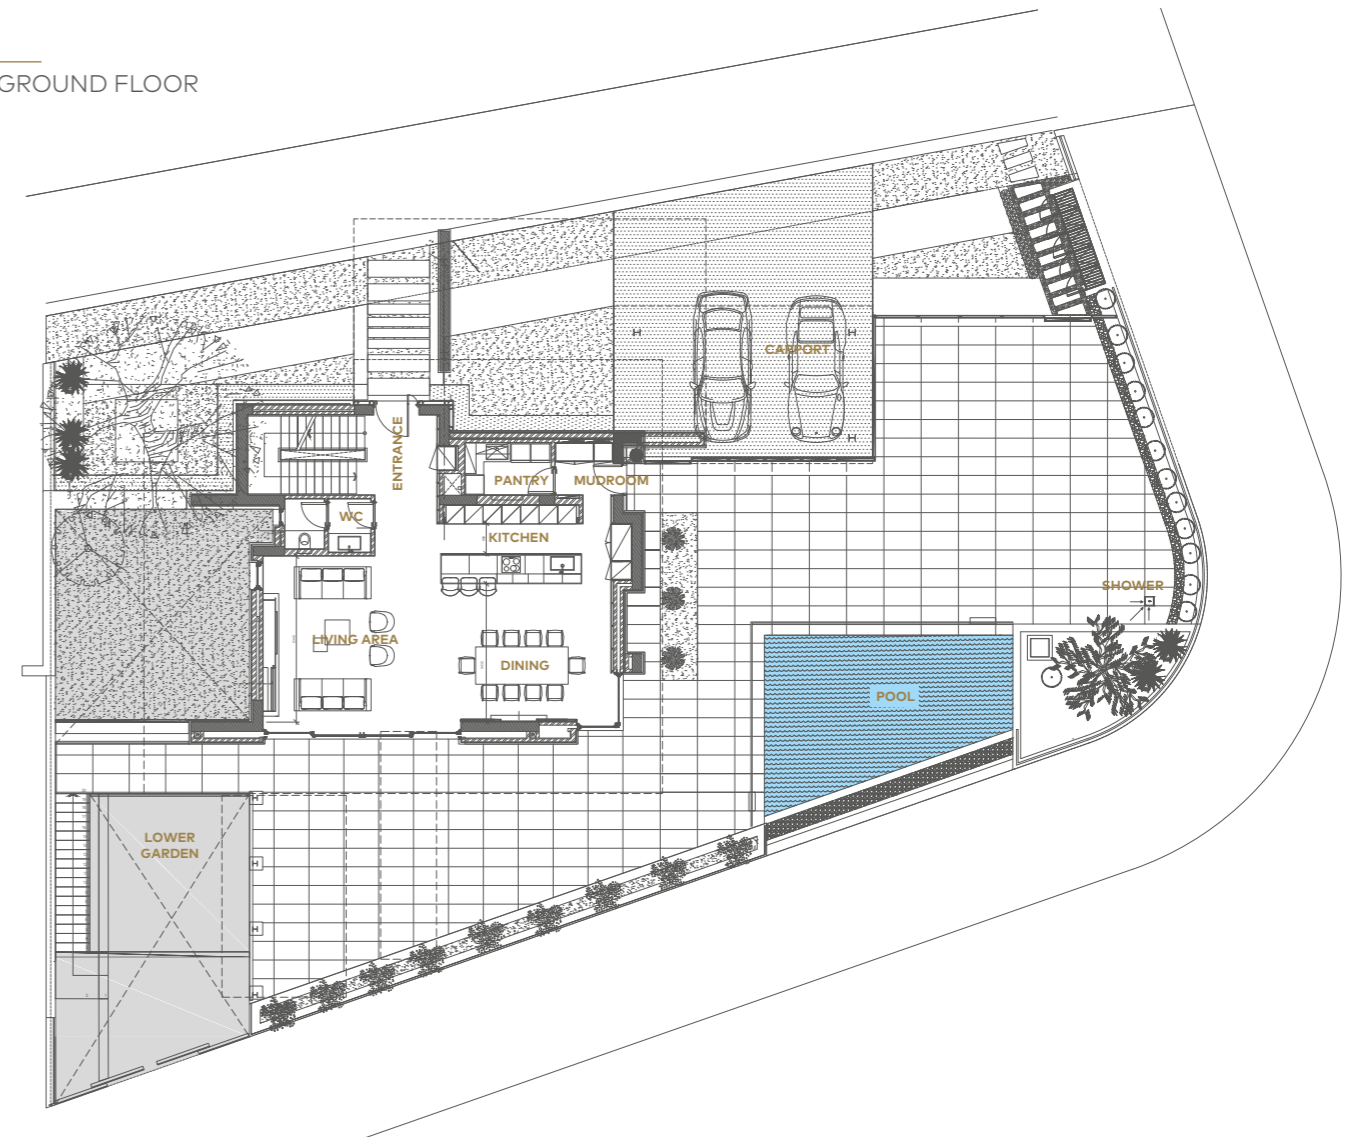 GROUND FLOOR
CARPORT
ENTRANCE
PANTRY
MUDROOM
WC
KITCHEN
SHOWER
LIVING AREA
DINING
POOL
LOWER
GARDEN